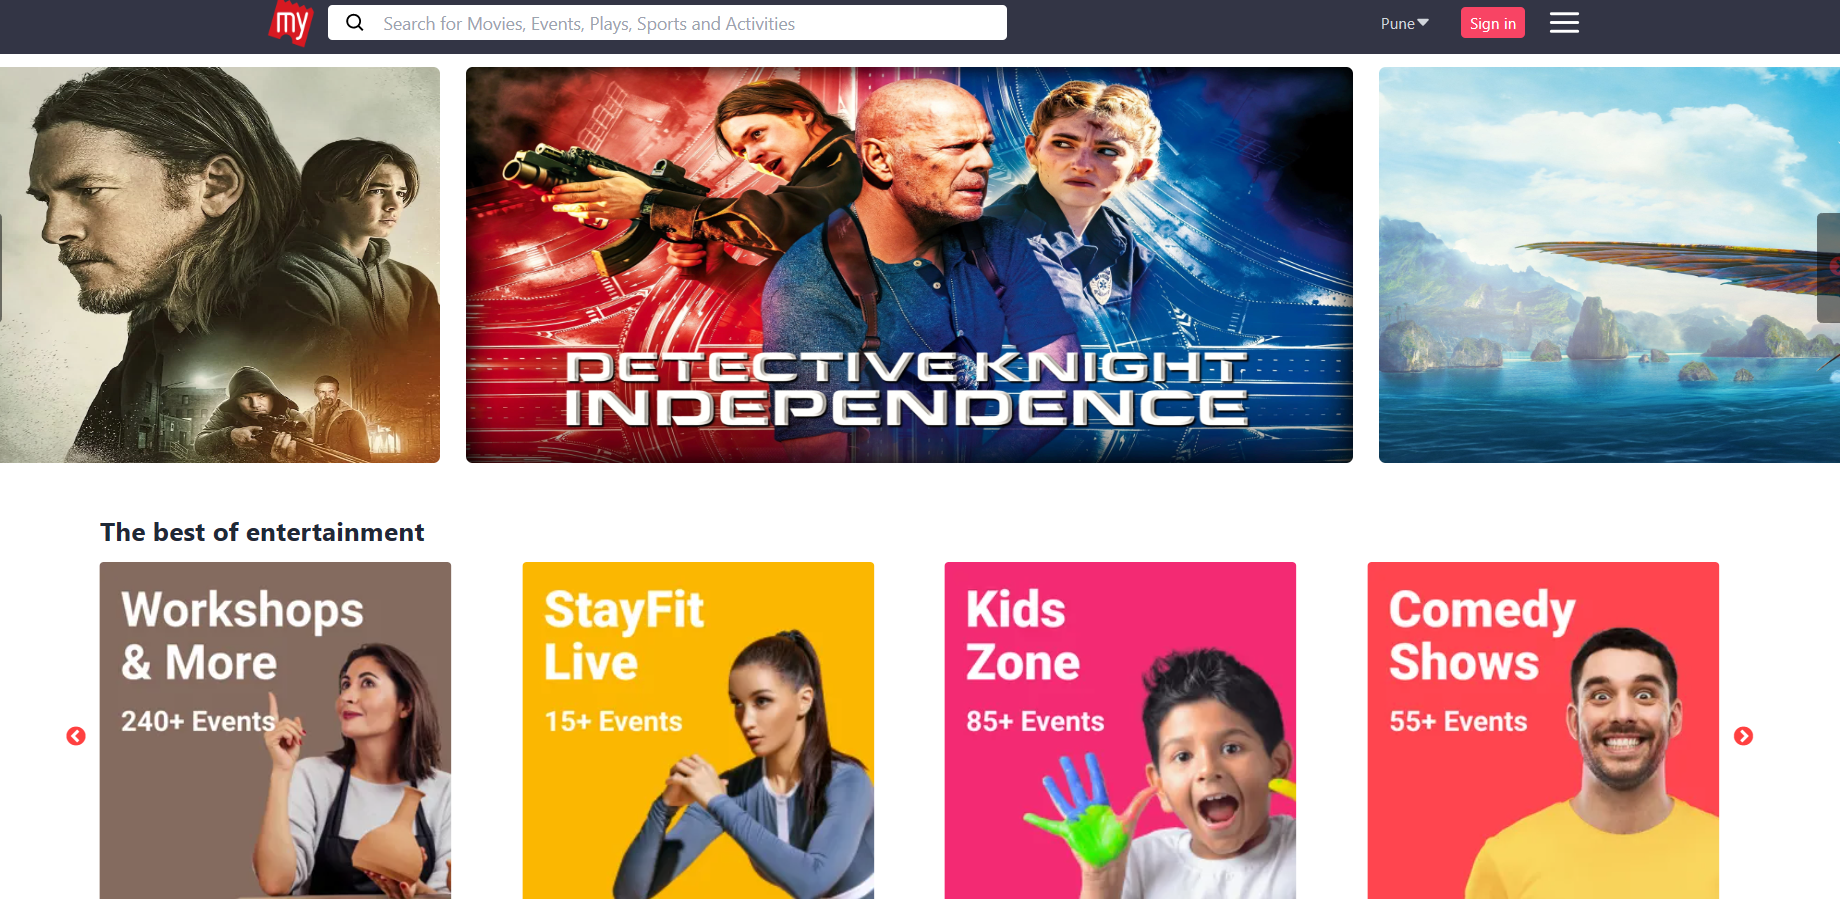 my
Search for Movies, Events, Plays, Sports and Activities
Pune
Sign in
DETECTIVE KNIGHT
INDEPENDENCE
The best of entertainment
Workshops
& More
240+ Events
StayFit
Live
15+ Events
Kids
Zone
85+ Events
Comedy
Shows
55+ Events